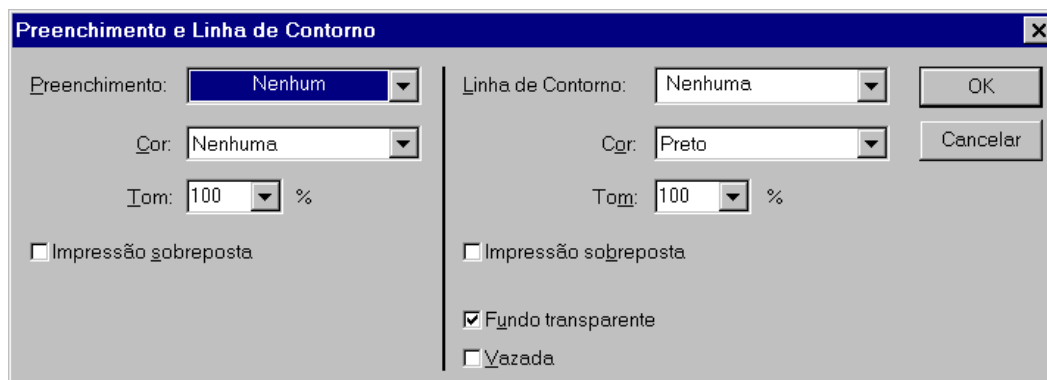 Preenchimento e Linha de Contorno
Preenchimento: Nenhum
Cor: Nenhuma
Tom: 100 %
Impressão sobreposta
Linha de Contorno: Nenhuma
Cor: Preto
Tom: 100 %
Impressão sobreposta
Fundo transparente
Vazada
OK
Cancelar